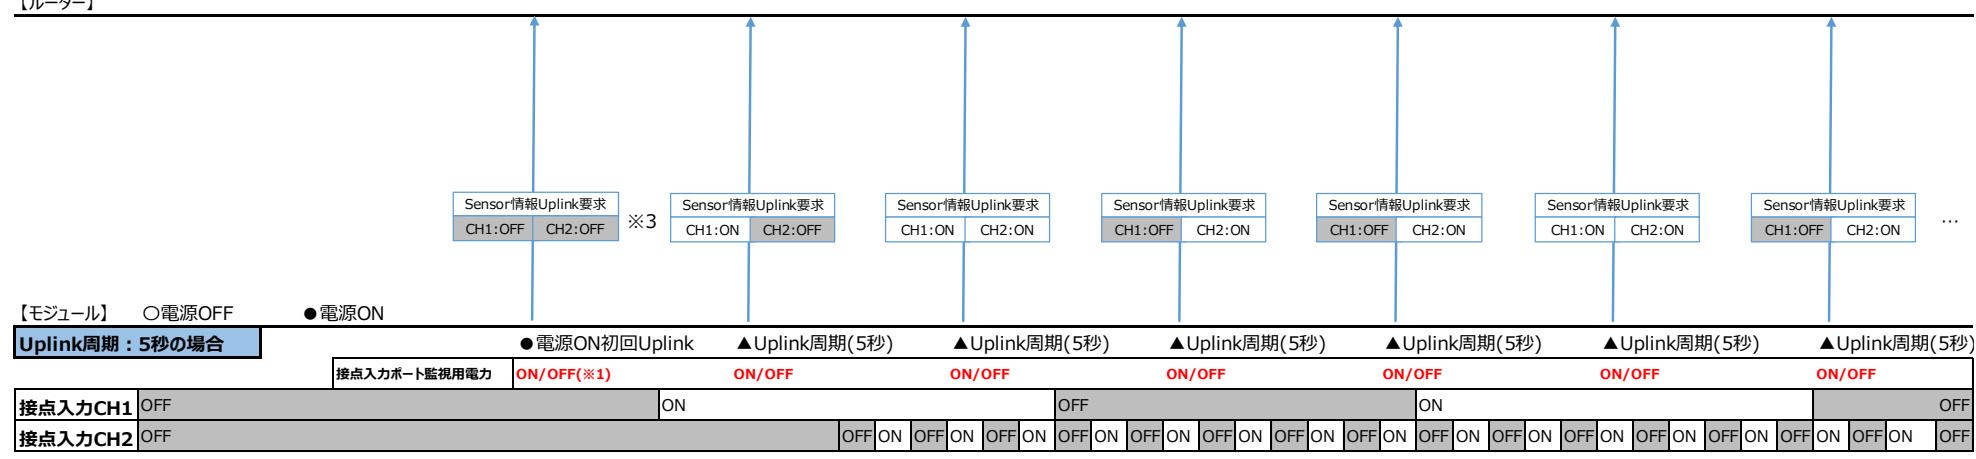 【ルーター】
Sensor情報Uplink要求 Sensor情報Uplink要求 Sensor情報Uplink要求 Sensor情報Uplink要求 Sensor情報Uplink要求 Sensor情報Uplink要求 Sensor情報Uplink要求
CH1:OFF CH2:OFF ※3 CH1:ON CH2:OFF CH1:ON CH2:ON CH1:OFF CH2:ON CH1:OFF CH2:ON CH1:ON CH2:ON CH1:OFF CH2:ON …
【モジュール】 〇電源OFF ●電源ON
Uplink周期：5秒の場合 ●電源ON初回Uplink ▲Uplink周期(5秒) ▲Uplink周期(5秒) ▲Uplink周期(5秒) ▲Uplink周期(5秒) ▲Uplink周期(5秒) ▲Uplink周期(5秒)
接点入力ポート監視用電力 ON/OFF(※1) ON/OFF ON/OFF ON/OFF ON/OFF ON/OFF ON/OFF
接点入力CH1 OFF ON OFF ON OFF
接点入力CH2 OFF OFF ON OFF ON OFF ON OFF ON OFF ON OFF ON OFF ON OFF ON OFF ON OFF ON OFF ON OFF ON OFF ON OFF ON OFF ON OFF